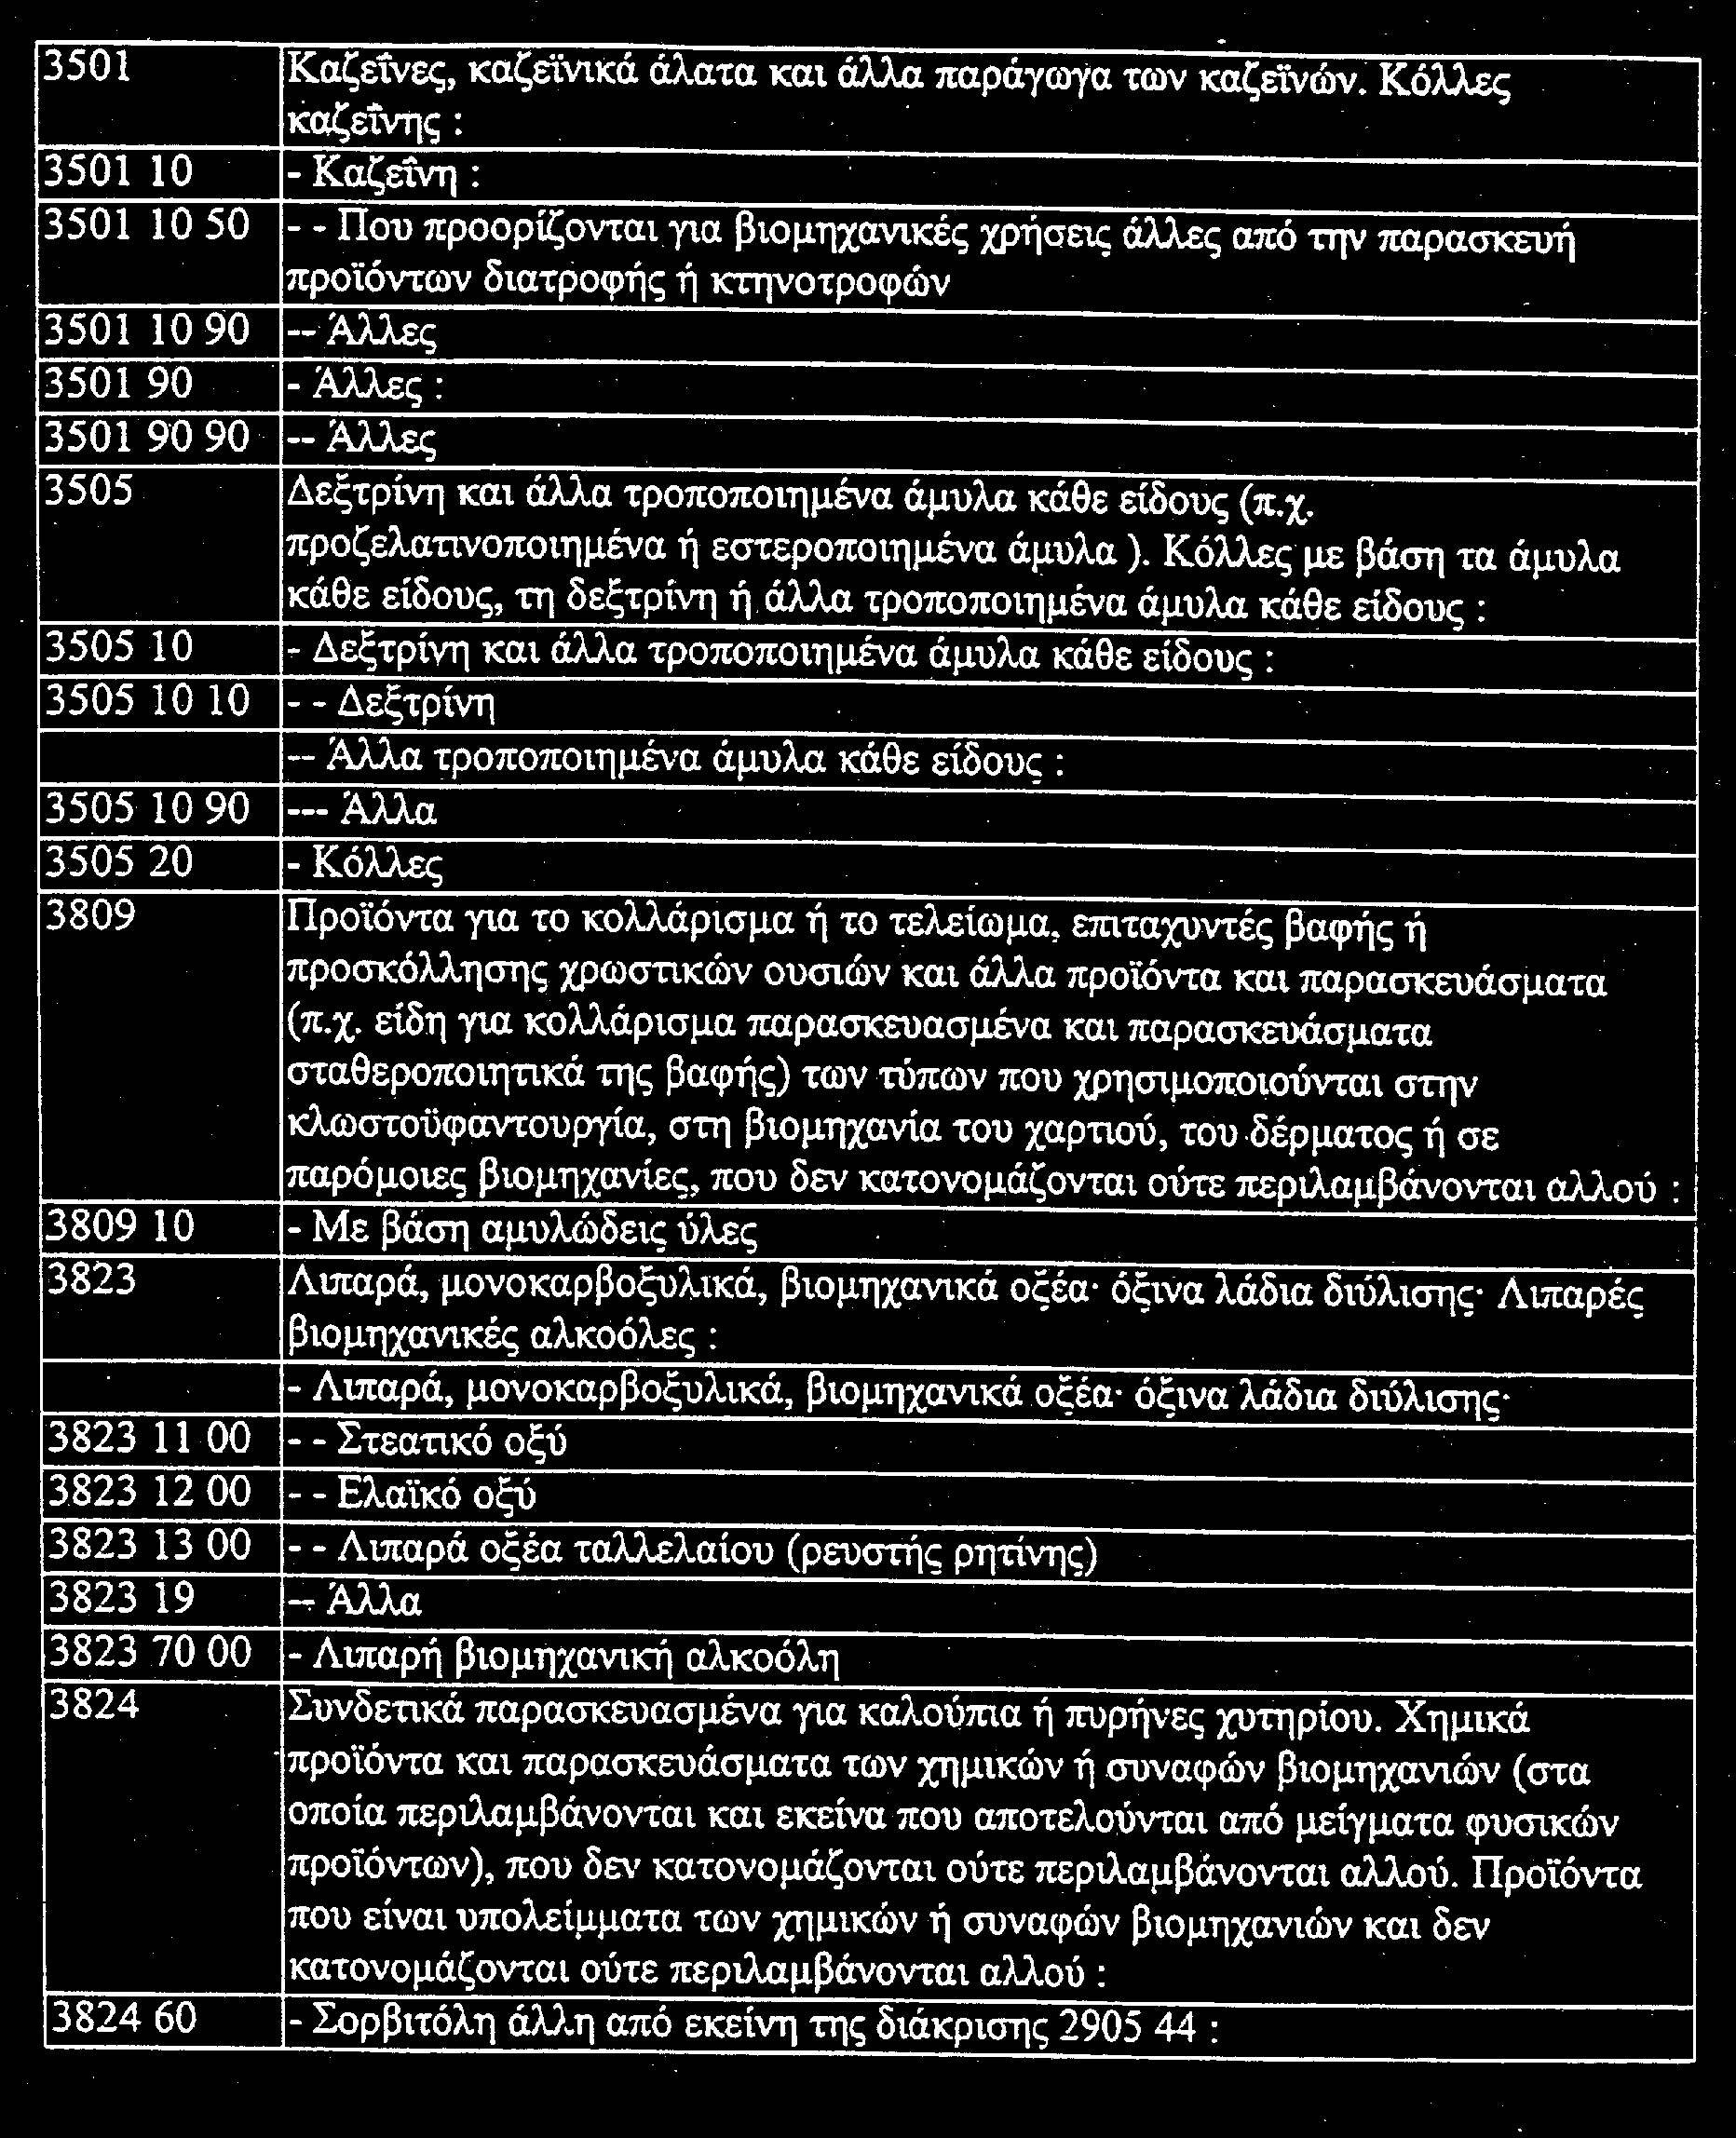 3501 Καζεΐνες, καζεϊνικά άλατα και άλλα παράγωγα των καζεϊνών. Κόλλες
καζεΐνης :
3501 10 - Καζεΐνη :
3501 10 50 - - Που προορίζονται για βιομηχανικές χρήσεις άλλες από την παρασκευή
προϊόντων διατροφής ή κτηνοτροφών
3501 10 90 -- Άλλες
3501 90 - Άλλες :
3501 90 90 -- Άλλες
3505 Δεξτρίνη και άλλα τροποποιημένα άμυλα κάθε είδους (π.χ.
προζελατινοποιημένα ή εστεροποιημένα άμυλα ). Κόλλες με βάση τα άμυλα
κάθε είδους, τη δεξτρίνη ή άλλα τροποποιημένα άμυλα κάθε είδους :
3505 10 - Δεξτρίνη και άλλα τροποποιημένα άμυλα κάθε είδους :
3505 10 10 - - Δεξτρίνη
-- Άλλα τροποποιημένα άμυλα κάθε είδους :
3505 10 90 --- Άλλα
3505 20 - Κόλλες
3809 Προϊόντα για το κολλάρισμα ή το τελείωμα, επιταχυντές βαφής ή
προσκόλλησης χρωστικών ουσιών και άλλα προϊόντα και παρασκευάσματα
(π.χ. είδη για κολλάρισμα παρασκευασμένα και παρασκευάσματα
σταθεροποιητικά της βαφής) των τύπων που χρησιμοποιούνται στην
κλωστοϋφαντουργία, στη βιομηχανία του χαρτιού, του δέρματος ή σε
παρόμοιες βιομηχανίες, που δεν κατονομάζονται ούτε περιλαμβάνονται αλλού :
3809 10 - Με βάση αμυλώδεις ύλες
3823 Λιπαρά, μονοκαρβοξυλικά, βιομηχανικά οξέα· όξινα λάδια διύλισης· Λιπαρές
βιομηχανικές αλκοόλες :
- Λιπαρά, μονοκαρβοξυλικά, βιομηχανικά οξέα· όξινα λάδια διύλισης·
3823 11 00 - - Στεατικό οξύ
3823 12 00 - - Ελαϊκό οξύ
3823 13 00 - - Λιπαρά οξέα ταλλελαίου (ρευστής ρητίνης)
3823 19 -- Άλλα
3823 70 00 - Λιπαρή βιομηχανική αλκοόλη
3824 Συνδετικά παρασκευασμένα για καλούπια ή πυρήνες χυτηρίου. Χημικά
προϊόντα και παρασκευάσματα των χημικών ή συναφών βιομηχανιών (στα
οποία περιλαμβάνονται και εκείνα που αποτελούνται από μείγματα φυσικών
προϊόντων), που δεν κατονομάζονται ούτε περιλαμβάνονται αλλού. Προϊόντα
που είναι υπολείμματα των χημικών ή συναφών βιομηχανιών και δεν
κατονομάζονται ούτε περιλαμβάνονται αλλού :
3824 60 - Σορβιτόλη άλλη από εκείνη της διάκρισης 2905 44 :